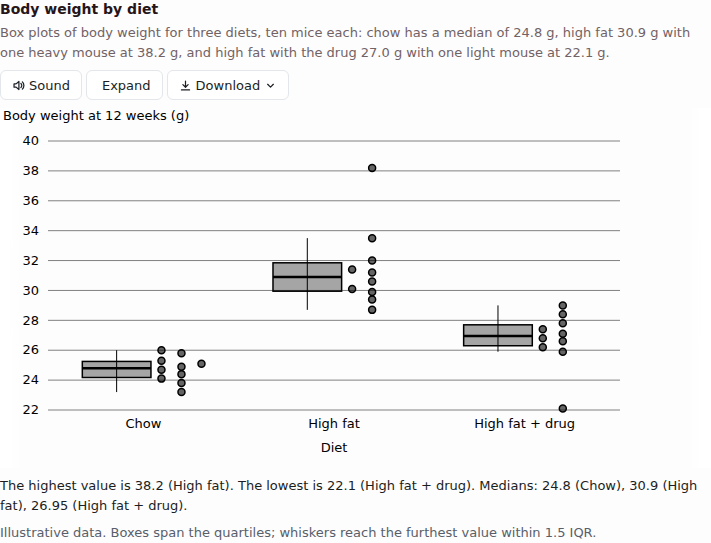 Body weight by diet
Box plots of body weight for three diets, ten mice each: chow has a median of 24.8 g, high fat 30.9 g with
one heavy mouse at 38.2 g, and high fat with the drug 27.0 g with one light mouse at 22.1 g.
Sound Expand Download
Body weight at 12 weeks (g)
40
38
36
34
32
30
28
26
24
22
Chow High fat High fat + drug
Diet
The highest value is 38.2 (High fat). The lowest is 22.1 (High fat + drug). Medians: 24.8 (Chow), 30.9 (High
fat), 26.95 (High fat + drug).
Illustrative data. Boxes span the quartiles; whiskers reach the furthest value within 1.5 IQR.